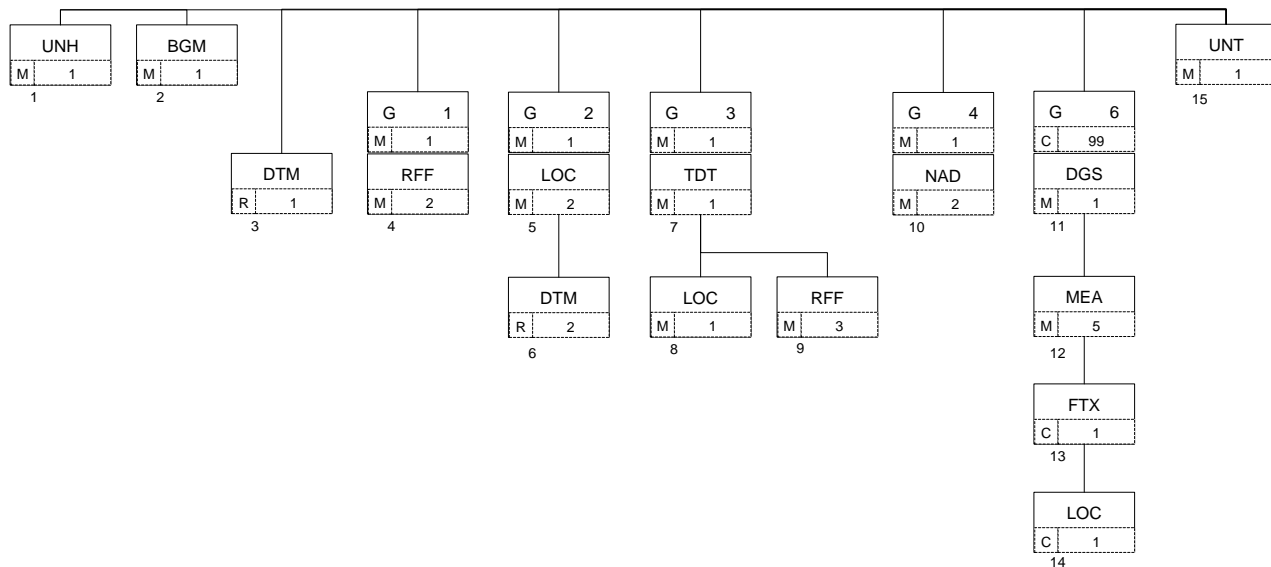 UNH
M 1
1
BGM
M 1
2
DTM
R 1
3
G 1
M 1
RFF
M 2
4
G 2
M 1
LOC
M 2
5
DTM
R 2
6
G 3
M 1
TDT
M 1
7
LOC
M 1
8
RFF
M 3
9
G 4
M 1
NAD
M 2
10
G 6
C 99
DGS
M 1
11
MEA
M 5
12
FTX
C 1
13
LOC
C 1
14
UNT
M 1
15